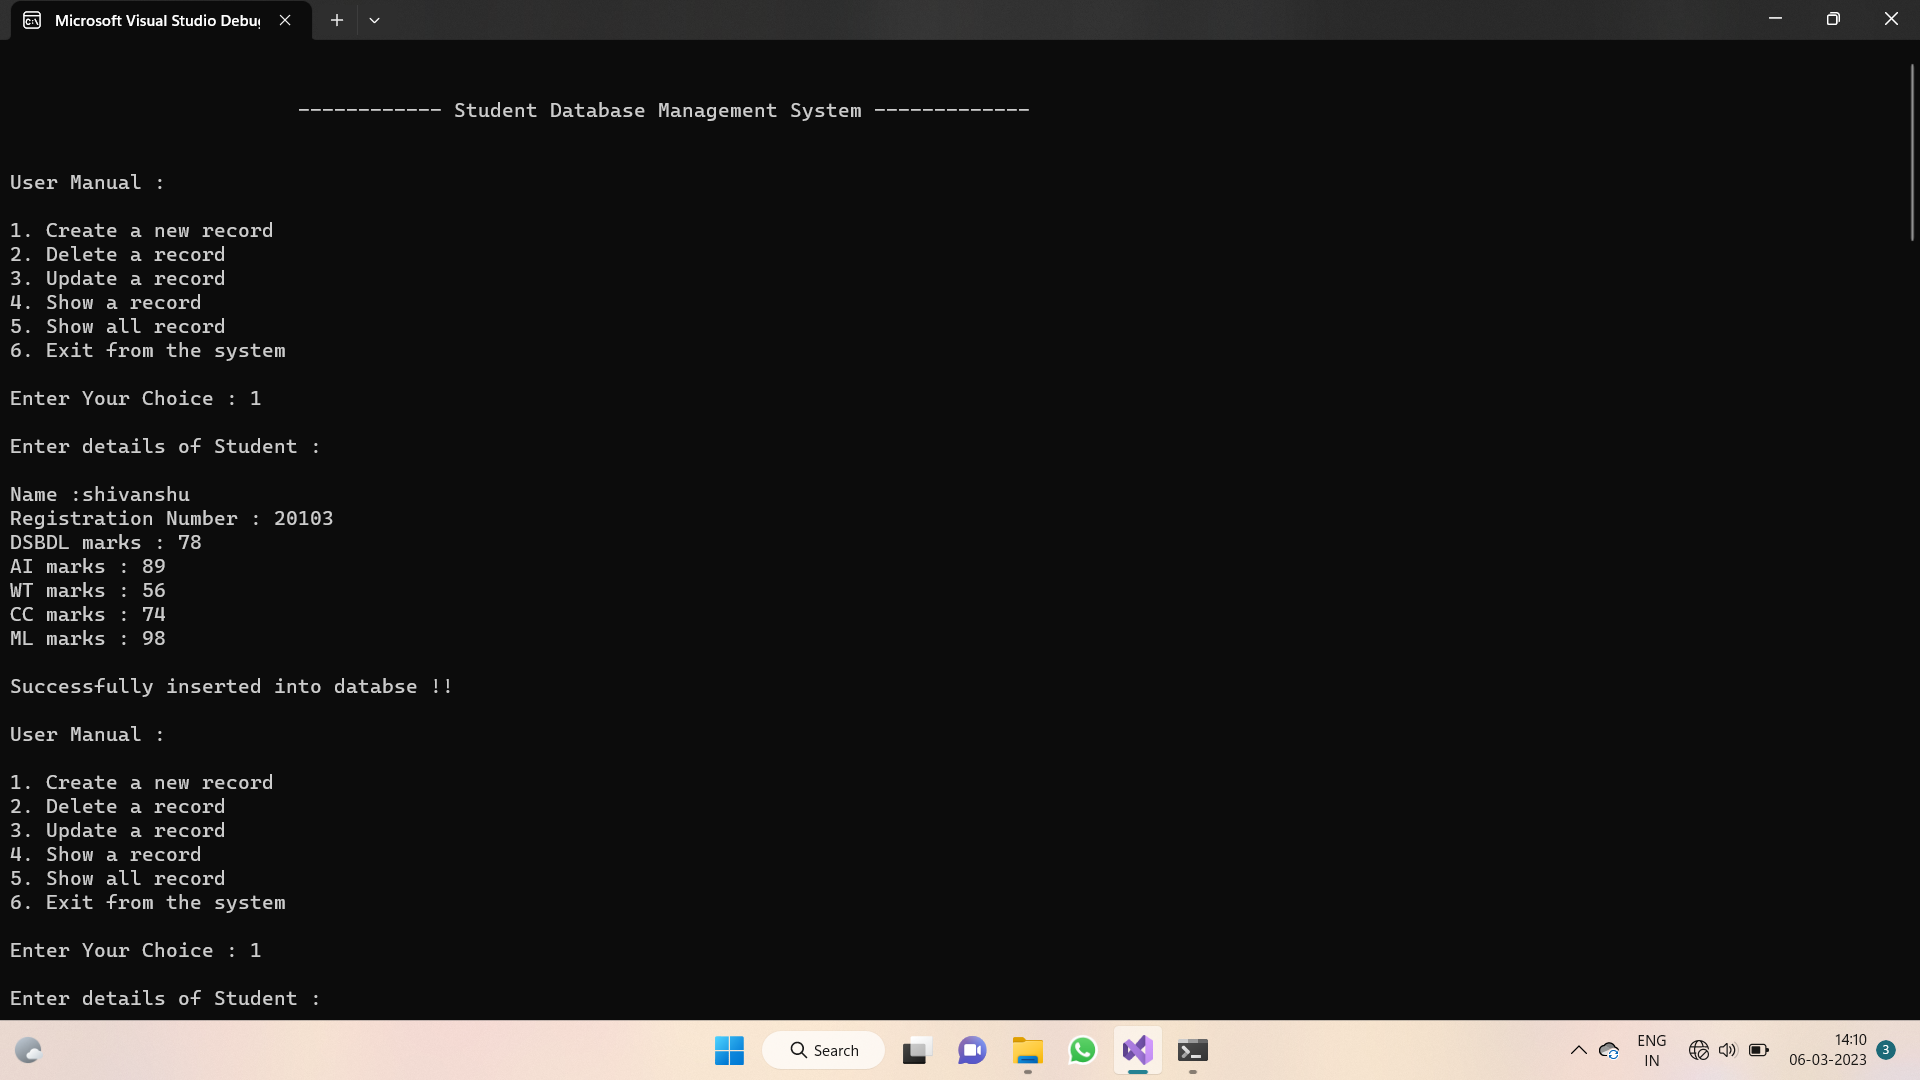 Microsoft Visual Studio Debug
------------ Student Database Management System -------------
User Manual :
1. Create a new record
2. Delete a record
3. Update a record
4. Show a record
5. Show all record
6. Exit from the system
Enter Your Choice : 1
Enter details of Student :
Name :shivanshu
Registration Number : 20103
DSBDL marks : 78
AI marks : 89
WT marks : 56
CC marks : 74
ML marks : 98
Successfully inserted into databse !!
User Manual :
1. Create a new record
2. Delete a record
3. Update a record
4. Show a record
5. Show all record
6. Exit from the system
Enter Your Choice : 1
Enter details of Student :
Search
ENG
IN
14:10
06-03-2023
3